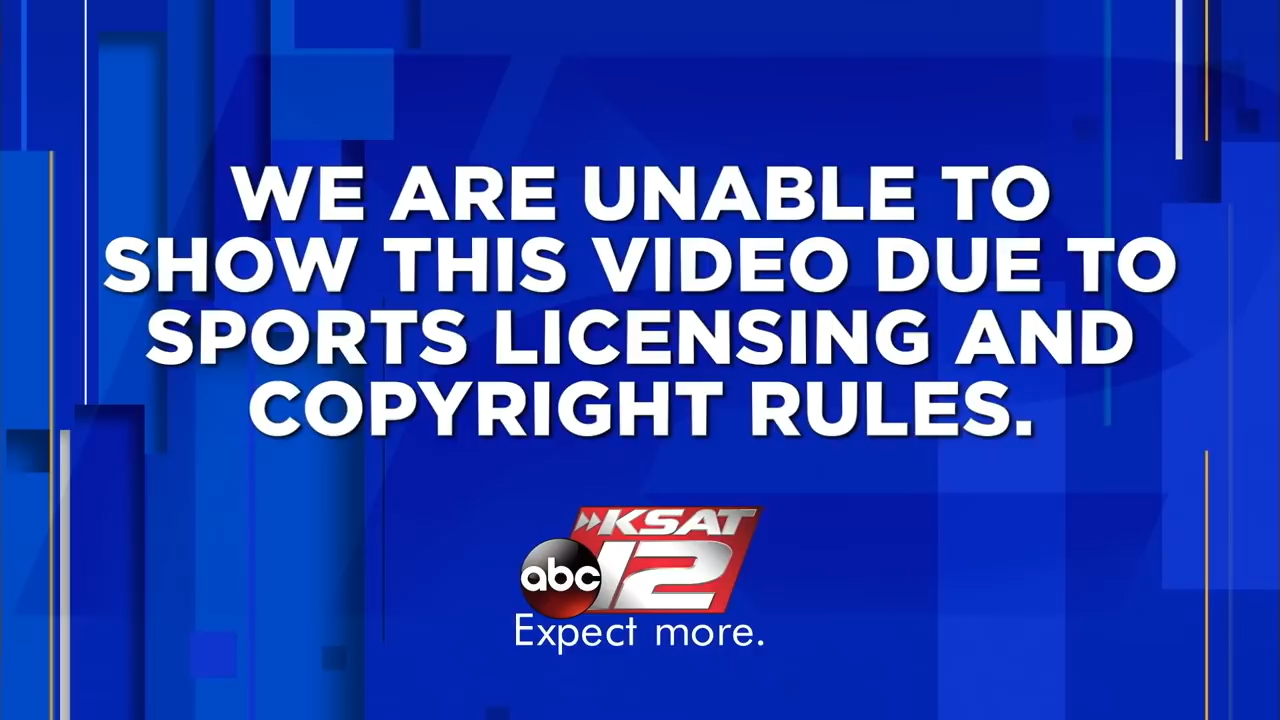 WE ARE UNABLE TO
SHOW THIS VIDEO DUE TO
SPORTS LICENSING AND
COPYRIGHT RULES.
KSAT
abc 12
Expect more.